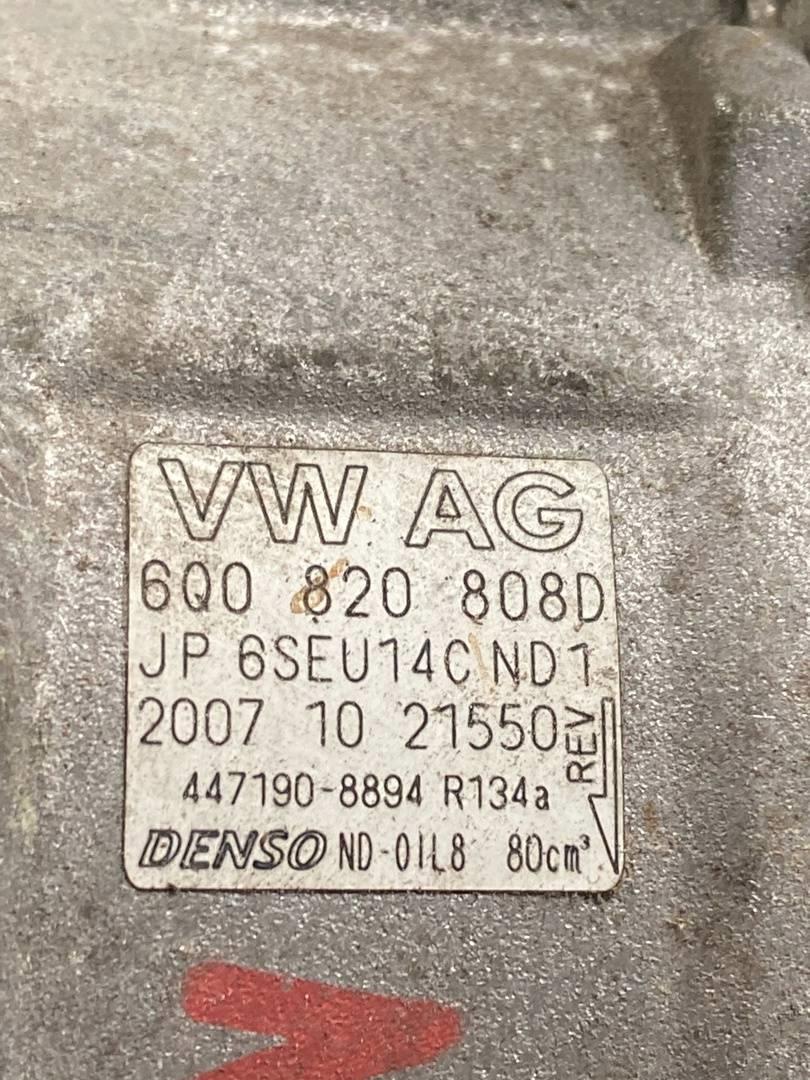 VW AG
6Q0 820 808D
JP 6SEU14C ND1
2007 10 21550
REV
447190-8894 R134a
DENSO ND-OIL8 80cm³